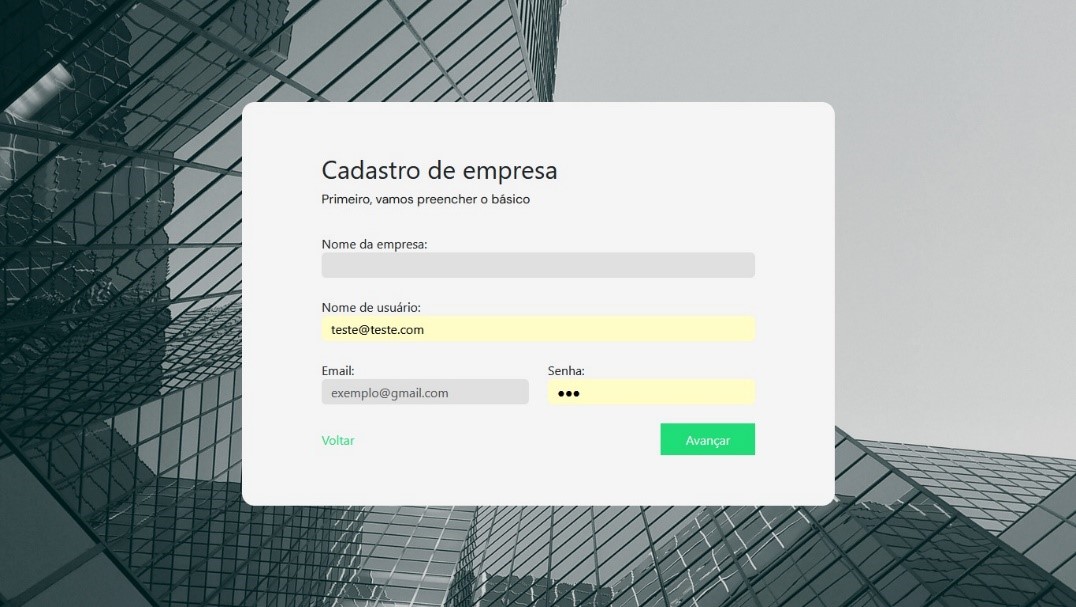 Cadastro de empresa
Primeiro, vamos preencher o básico
Nome da empresa:
Nome de usuário:
teste@teste.com
Email: Senha:
exemplo@gmail.com •••
Voltar Avançar